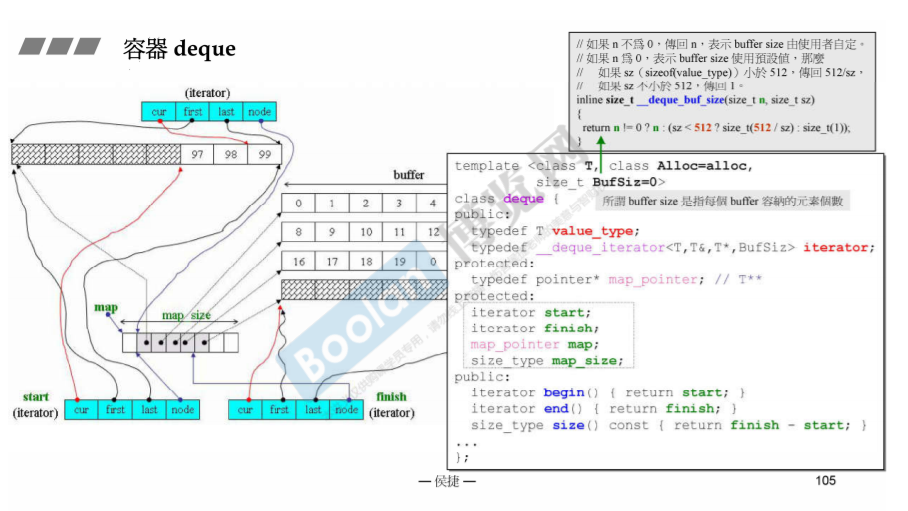 容器 deque
// 如果 n 不為 0，傳回 n，表示 buffer size 由使用者自定。
// 如果 n 為 0，表示 buffer size 使用預設值，那麼
// 如果 sz（sizeof(value_type)）小於 512，傳回 512/sz，
// 如果 sz 不小於 512，傳回 1。
inline size_t __deque_buf_size(size_t n, size_t sz)
{
return n != 0 ? n : (sz < 512 ? size_t(512 / sz) : size_t(1));
}
(iterator)
cur first last node
97 98 99
buffer
0 1 2 3 4
8 9 10 11 12
16 17 18 19 0
map
map size
start
(iterator)
cur first last node
cur first last node
finish
(iterator)
template <class T, class Alloc=alloc,
size_t BufSiz=0>
class deque {
所謂 buffer size 是指每個 buffer 容納的元素個數
public:
typedef T value_type;
typedef __deque_iterator<T,T&,T*,BufSiz> iterator;
protected:
typedef pointer* map_pointer; // T**
protected:
iterator start;
iterator finish;
map_pointer map;
size_type map_size;
public:
iterator begin() { return start; }
iterator end() { return finish; }
size_type size() const { return finish - start; }
...
};
Boolan 博览网
— 侯捷 —
105